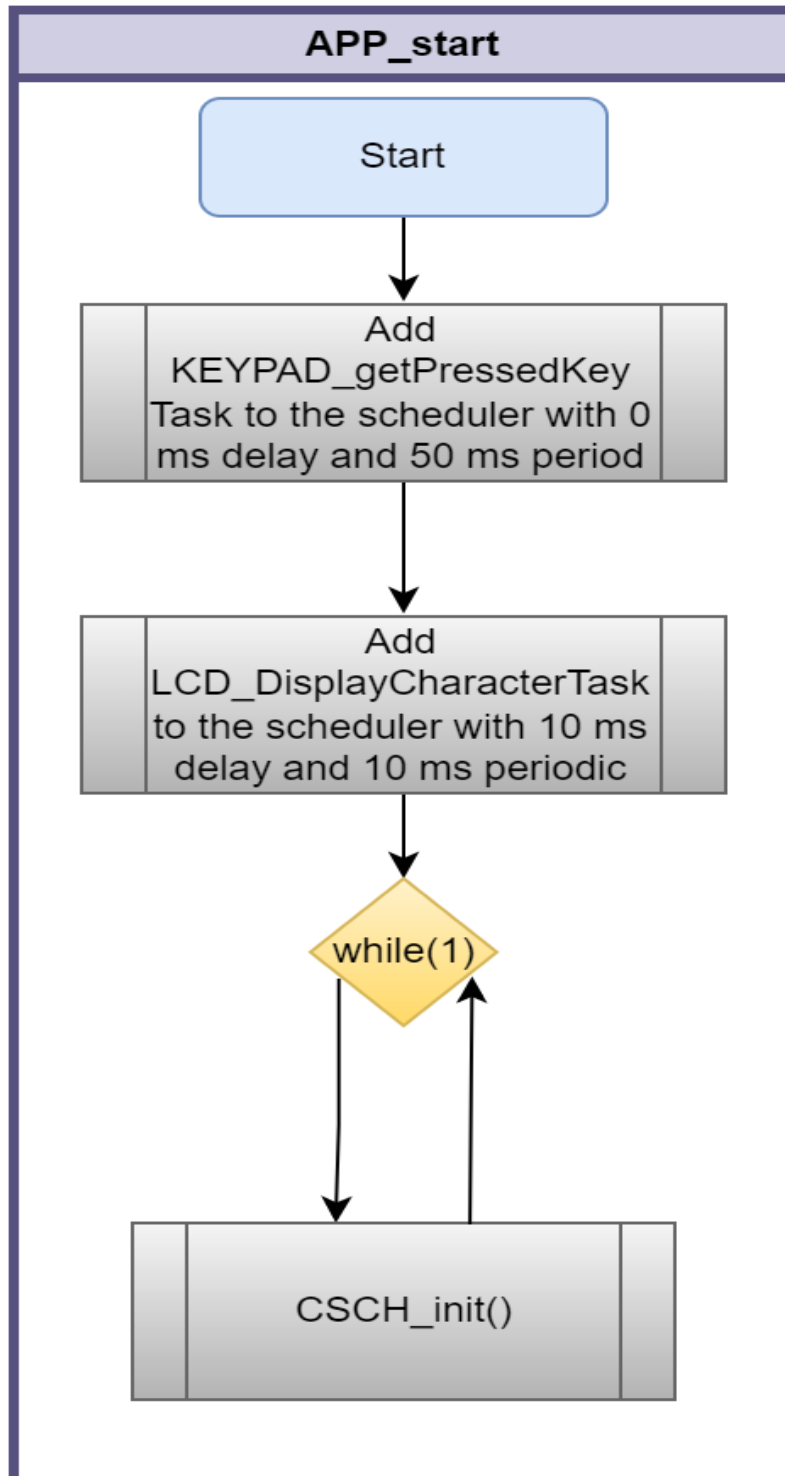 APP_start
Start
Add
KEYPAD_getPressedKey
Task to the scheduler with 0
ms delay and 50 ms period
Add
LCD_DisplayCharacterTask
to the scheduler with 10 ms
delay and 10 ms periodic
while(1)
CSCH_init()